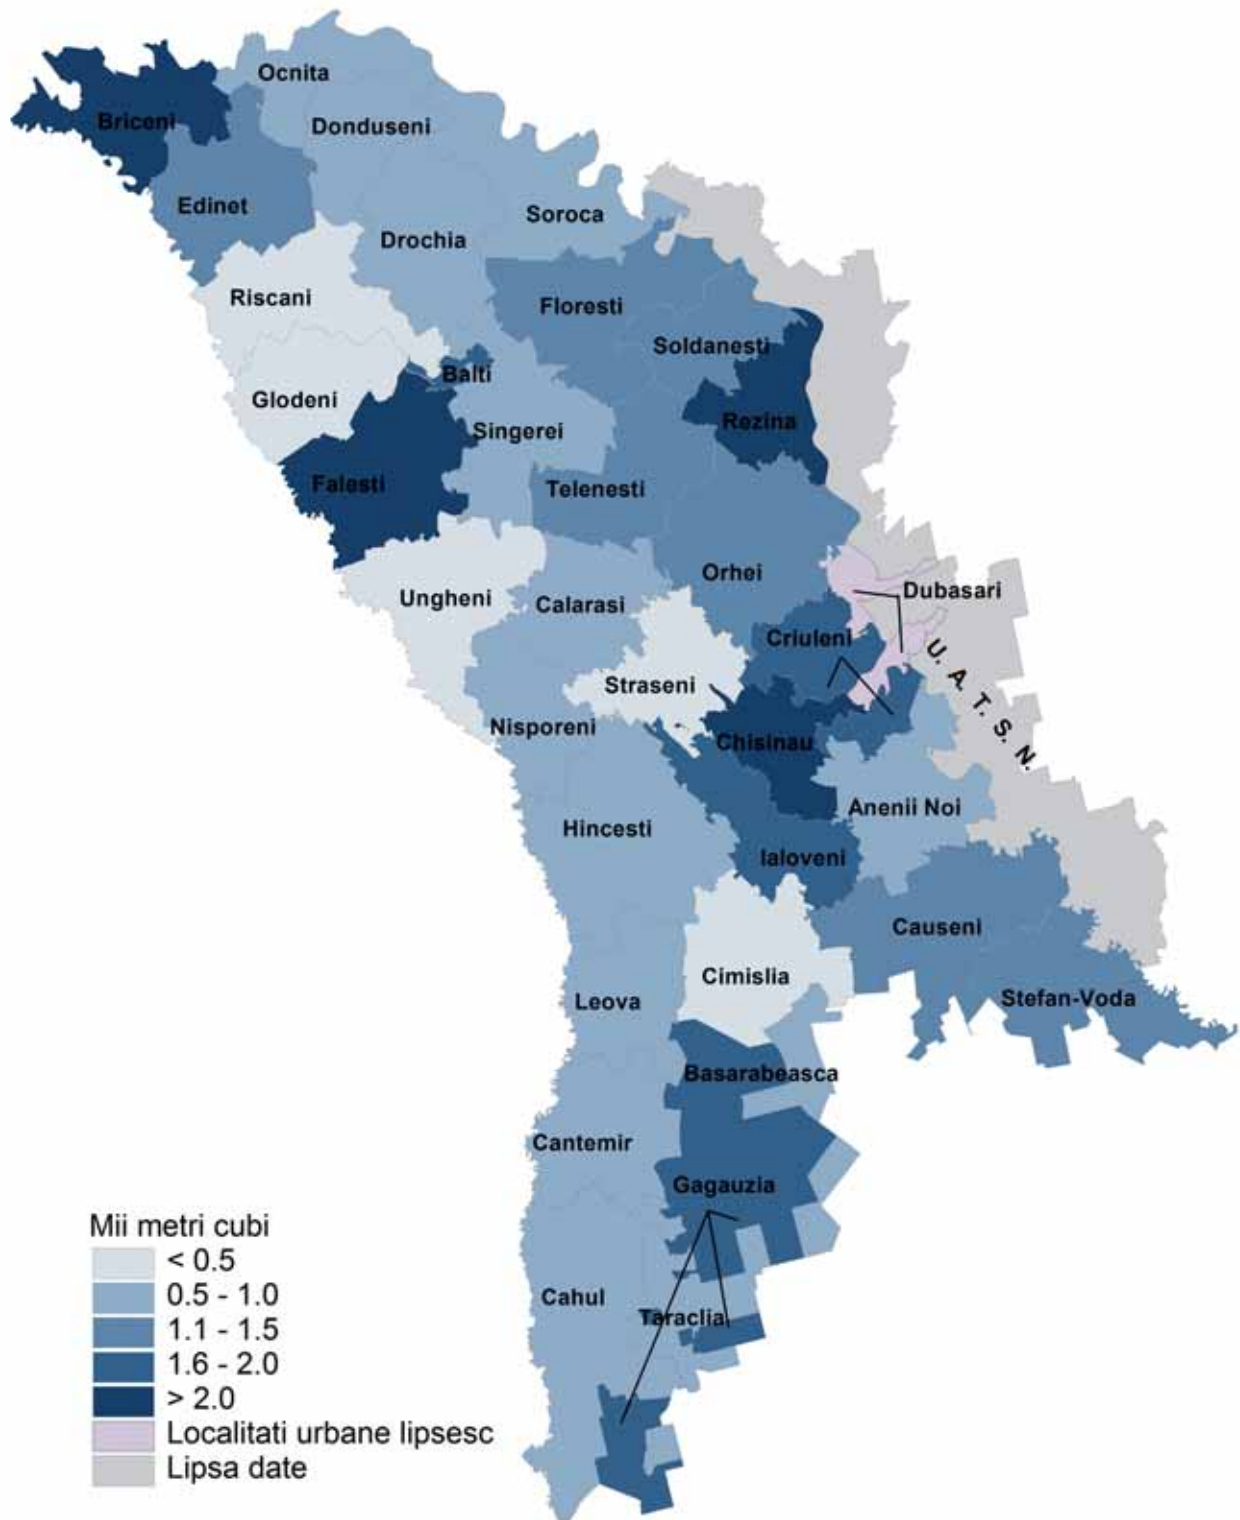 Ocnita
Briceni
Donduseni
Edinet
Soroca
Drochia
Riscani
Floresti
Soldanesti
Balti
Glodeni
Rezina
Singerei
Falesti
Telenesti
Orhei
Dubasari
Ungheni
Calarasi
Criuleni
U. A. T. S. N.
Straseni
Nisporeni
Chisinau
Anenii Noi
Hincesti
Ialoveni
Causeni
Cimislia
Stefan-Voda
Leova
Basarabeasca
Cantemir
Gagauzia
Cahul
Taraclia
Mii metri cubi
< 0.5
0.5 - 1.0
1.1 - 1.5
1.6 - 2.0
> 2.0
Localitati urbane lipsesc
Lipsa date